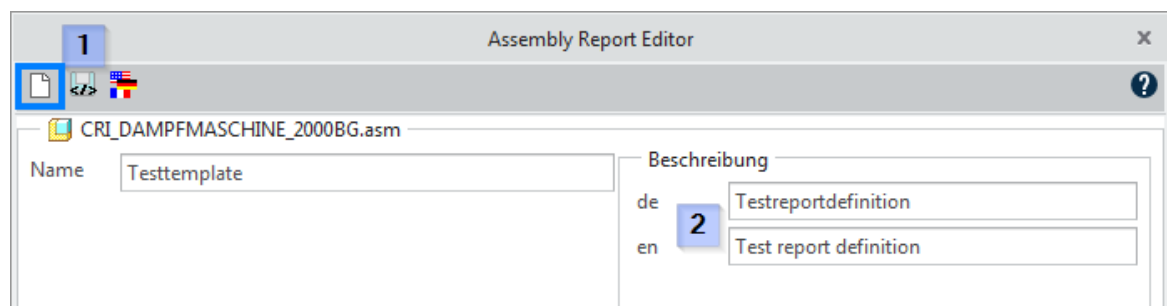 1
Assembly Report Editor
x
</>
?
CRI_DAMPFMASCHINE_2000BG.asm
Name
Testtemplate
Beschreibung
de
Testreportdefinition
2
en
Test report definition